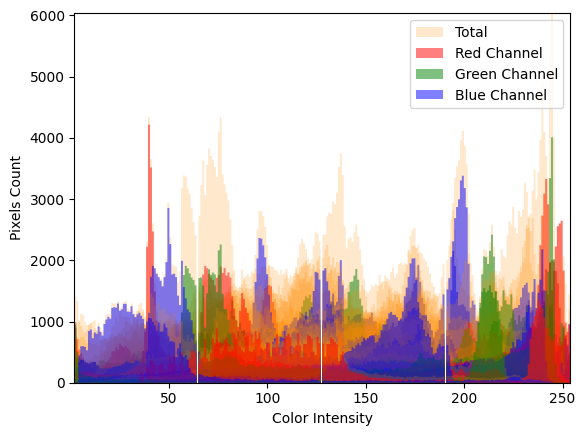 6000
5000
4000
3000
2000
1000
0
50
100
150
200
250
Pixels Count
Color Intensity
Total
Red Channel
Green Channel
Blue Channel